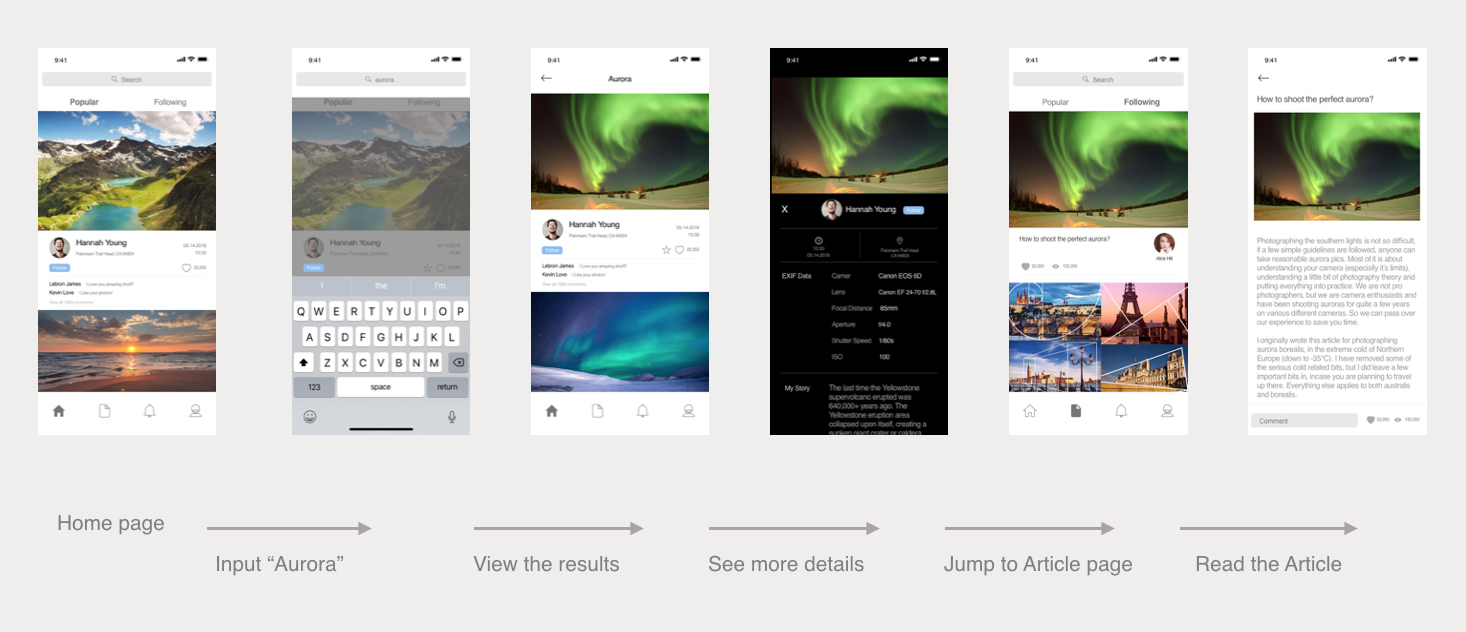 9:41
Search
Popular Following
Hannah Young
Palomarin Trail Head, CA 94924
05.14.2018
10:20
Follow
22,000
Lebron James I Love you amazing shot!!!
Kevin Love I Like your photos!
View all 1000 comments
9:41
aurora
Popular Following
Hannah Young
Follow
I the I'm
Q W E R T Y U I O P
A S D F G H J K L
Z X C V B N M
123 space return
9:41
Aurora
Hannah Young
Palomarin Trail Head, CA 94924
05.14.2018
10:20
Follow
22,000
Lebron James I Love you amazing shot!!!
Kevin Love I Like your photos!
View all 1000 comments
9:41
X
Hannah Young
Follow
10:20
05.14.2018
Palomarin Trail Head
CA 94924
EXIF Data Camer Canon EOS 6D
Lens Canon EF 24-70 f/2.8L
Focal Distance 85mm
Aperture f/4.0
Shutter Speed 1/60s
ISO 100
My Story
The last time the Yellowstone
supervolcano erupted was
640,000+ years ago. The
Yellowstone eruption area
collapsed upon itself, creating a
sunken giant crater or caldera
9:41
Search
Popular Following
How to shoot the perfect aurora?
22,000 132,000
9:41
How to shoot the perfect aurora?
Photographing the southern lights is not so difficult,
if a few simple guidelines are followed, anyone can
take reasonable aurora pics. Most of it is about
understanding your camera (especially it's limits),
understanding a little bit of photography theory and
putting everything into practice. We are not pro
photographers, but we are camera enthusiasts and
have been shooting auroras for quite a few years
on various different cameras. So we can pass over
our experience to save you time.
I originally wrote this article for photographing
aurora borealis, in the extreme cold of Northern
Europe (down to -35°C). I have removed some of
the serious cold related bits, but I did leave a few
important bits in, incase you are planning to travel
up there. Everything else applies to both australis
and borealis.
Comment
22,000 132,000
Home page
Input “Aurora”
View the results
See more details
Jump to Article page
Read the Article